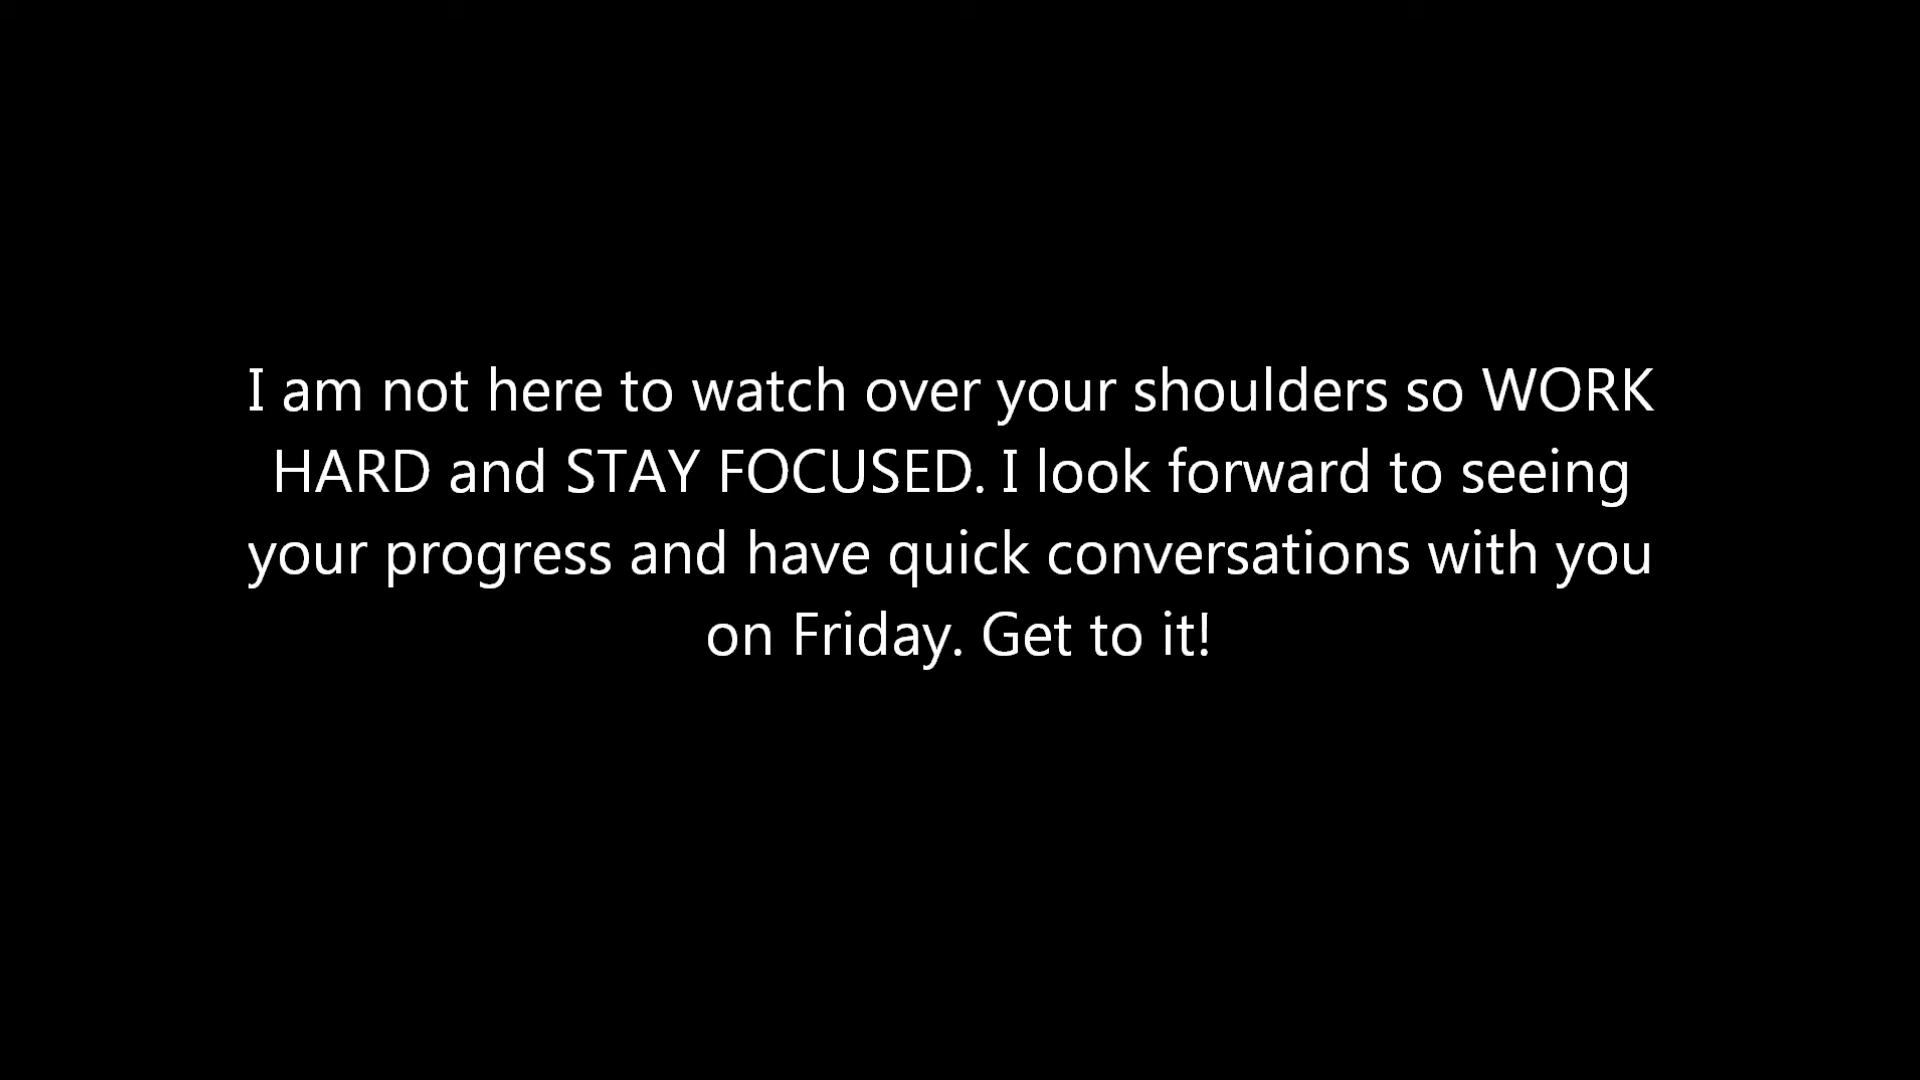 I am not here to watch over your shoulders so WORK
HARD and STAY FOCUSED. I look forward to seeing
your progress and have quick conversations with you
on Friday. Get to it!